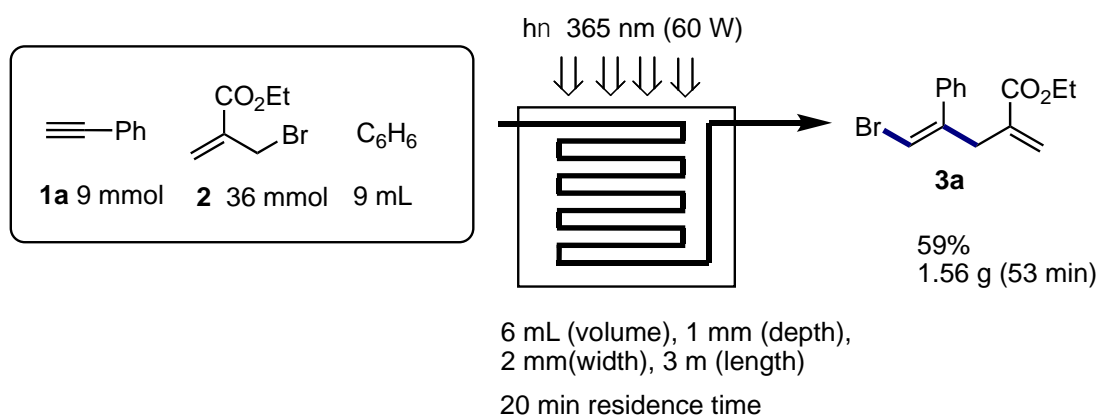 hn 365 nm (60 W)
CO2Et
Ph
Br
C6H6
1a 9 mmol
2 36 mmol
9 mL
Ph
CO2Et
Br
3a
59%
1.56 g (53 min)
6 mL (volume), 1 mm (depth),
2 mm(width), 3 m (length)
20 min residence time